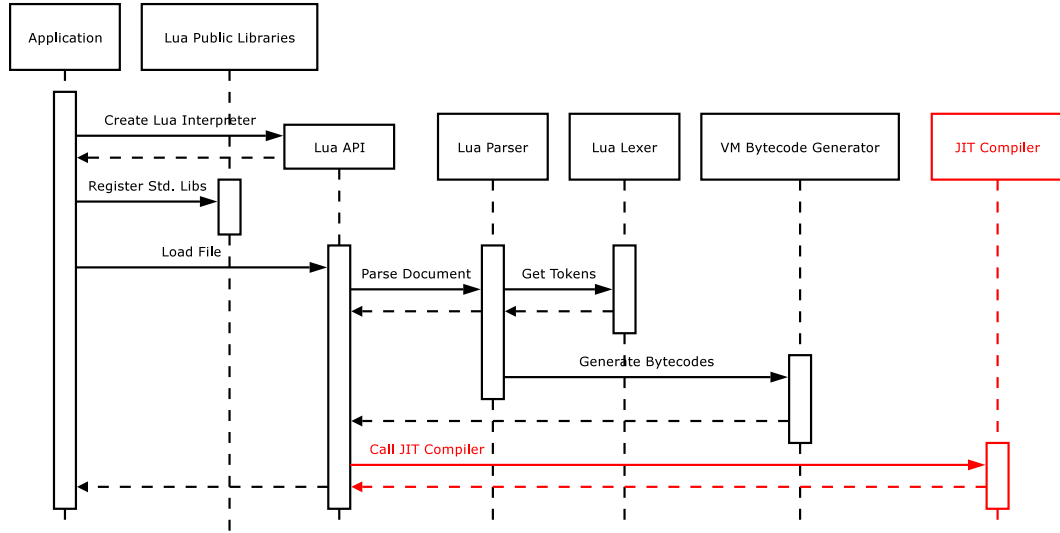 Application
Lua Public Libraries
Create Lua Interpreter
Lua API
Lua Parser
Lua Lexer
VM Bytecode Generator
JIT Compiler
Register Std. Libs
Load File
Parse Document
Get Tokens
Generate Bytecodes
Call JIT Compiler